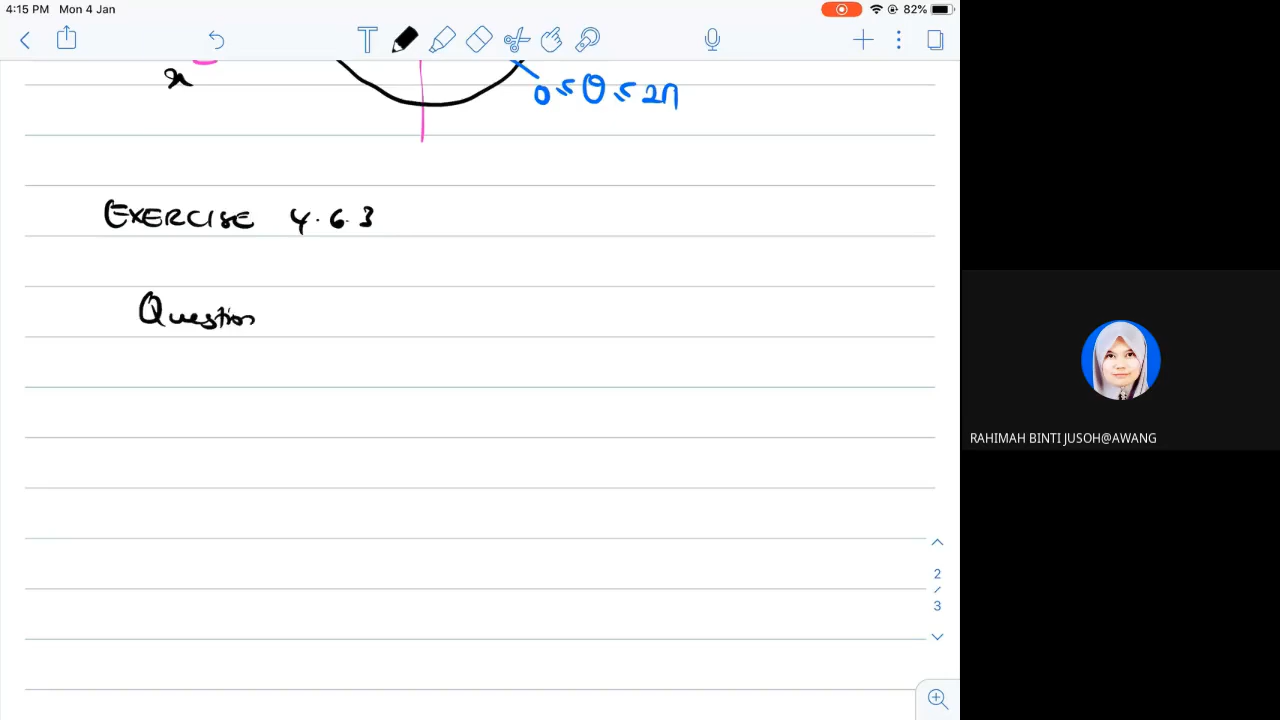 4:15 PM Mon 4 Jan
82%
T
x
0 ≤ θ ≤ 2π
EXERCISE 4.6.3
Question
2
/
3
RAHIMAH BINTI JUSOH@AWANG